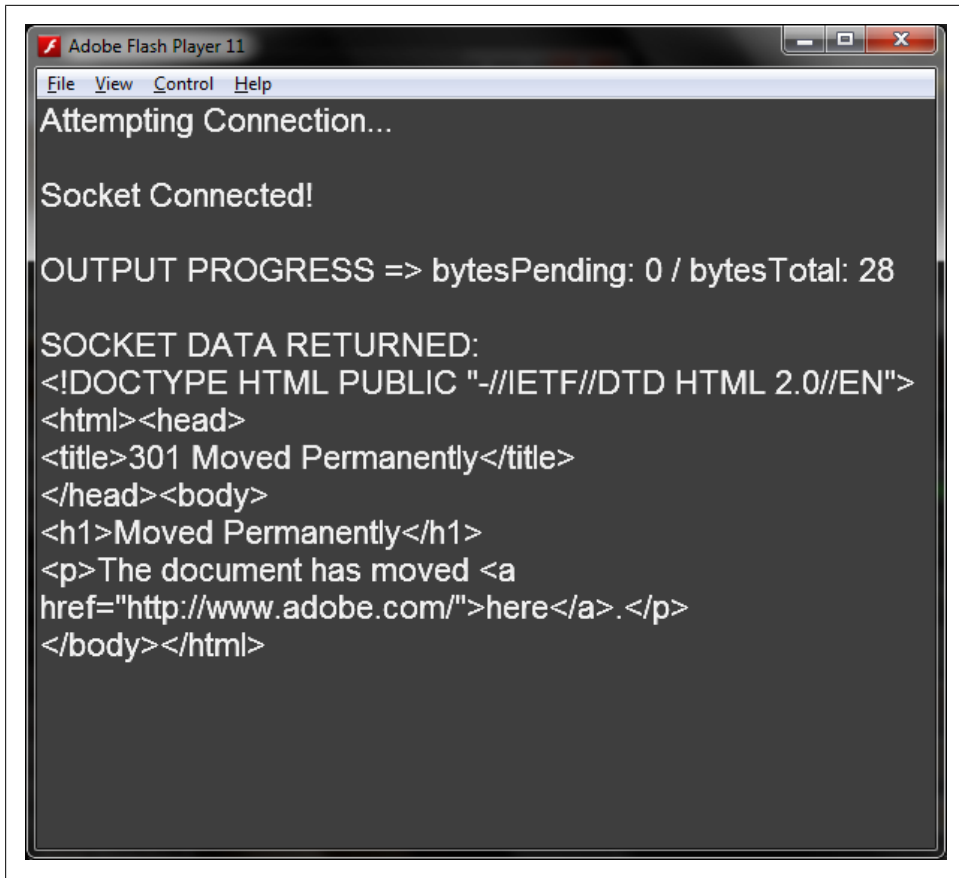 Adobe Flash Player 11
File View Control Help
Attempting Connection...
Socket Connected!
OUTPUT PROGRESS => bytesPending: 0 / bytesTotal: 28
SOCKET DATA RETURNED:
<!DOCTYPE HTML PUBLIC "-//IETF//DTD HTML 2.0//EN">
<html><head>
<title>301 Moved Permanently</title>
</head><body>
<h1>Moved Permanently</h1>
<p>The document has moved <a
href="http://www.adobe.com/">here</a>.</p>
</body></html>